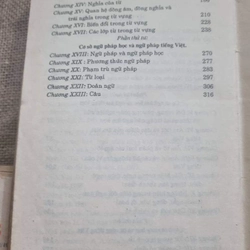 Chương XIV: Nghĩa của từ
Chương XV: Quan hệ đồng âm, đồng nghĩa và
trái nghĩa trong từ vựng 216
Chương XVI: Biến đổi trong từ vựng 228
Chương XVII: Các lớp từ trong từ vựng 238
Phần thứ tư
Cơ sở ngữ pháp học và ngữ pháp tiếng Việt.
Chương XVIII: Ngữ pháp và ngữ pháp học 270
Chương XIX : Phương thức ngữ pháp 277
Chương XX: Phạm trù ngữ pháp 285
Chương XXI: Từ loại 297
Chương XXII: Đoản ngữ 306
Chương XXIII: Câu 316